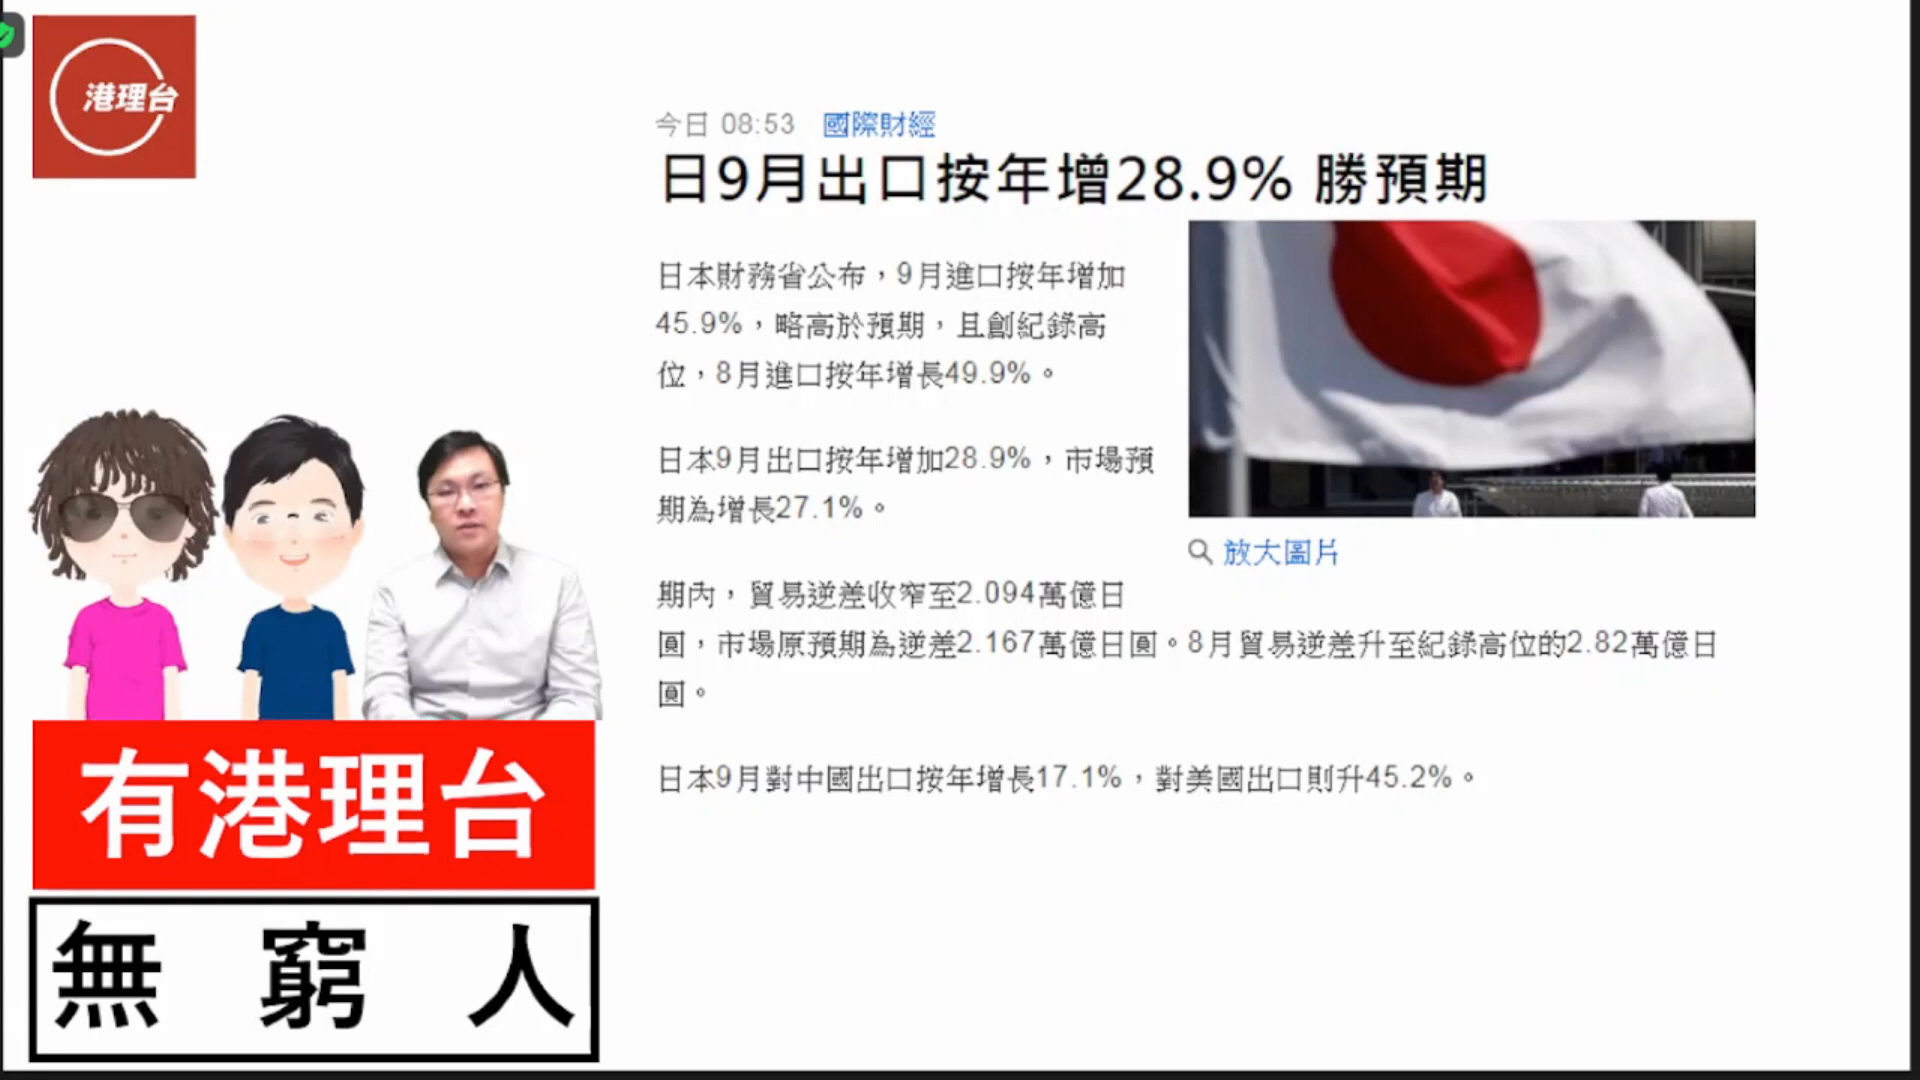 港理台
今日 08:53 國際財經
日9月出口按年增28.9% 勝預期
日本財務省公布，9月進口按年增加
45.9%，略高於預期，且創紀錄高
位，8月進口按年增長49.9%。
日本9月出口按年增加28.9%，市場預
期為增長27.1%。
放大圖片
期內，貿易逆差收窄至2.094萬億日
圓，市場原預期為逆差2.167萬億日圓。8月貿易逆差升至紀錄高位的2.82萬億日
圓。
日本9月對中國出口按年增長17.1%，對美國出口則升45.2%。
有港理台
無窮人